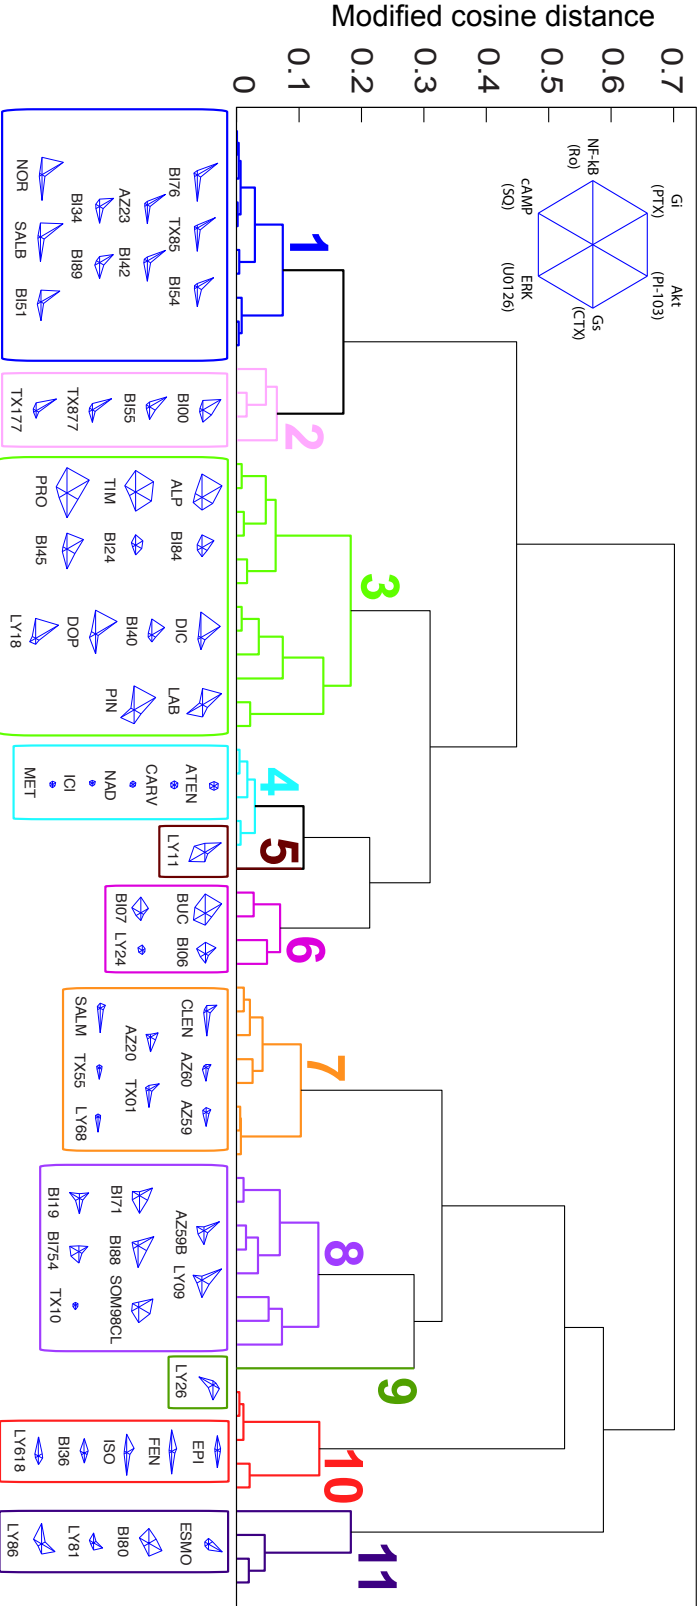 Modified cosine distance
0
0.1
0.2
0.3
0.4
0.5
0.6
0.7
Gi
(PTX)
Akt
(PI-103)
Gs
(CTX)
ERK
(U0126)
cAMP
(SQ)
NF-kB
(Ro)
1
2
3
4
5
6
7
8
9
10
11
BI76 TX85 BI54
AZ23 BI42
BI34 BI89
NOR SALB BI51
BI00
BI55
TX877
TX177
ALP BI84 DIC LAB
TIM BI24 BI40 PIN
DOP
PRO BI45 LY18
ATEN
CARV
NAD
ICI
MET
LY11
BUC BI06
BI07 LY24
CLEN AZ60 AZ59
AZ20 TX01
SALM TX55 LY68
AZ59B LY09
BI71 BI88 SOM98CL
BI19 BI754 TX10
LY26
EPI
FEN
ISO
BI36
LY618
ESMO
BI80
LY81
LY86